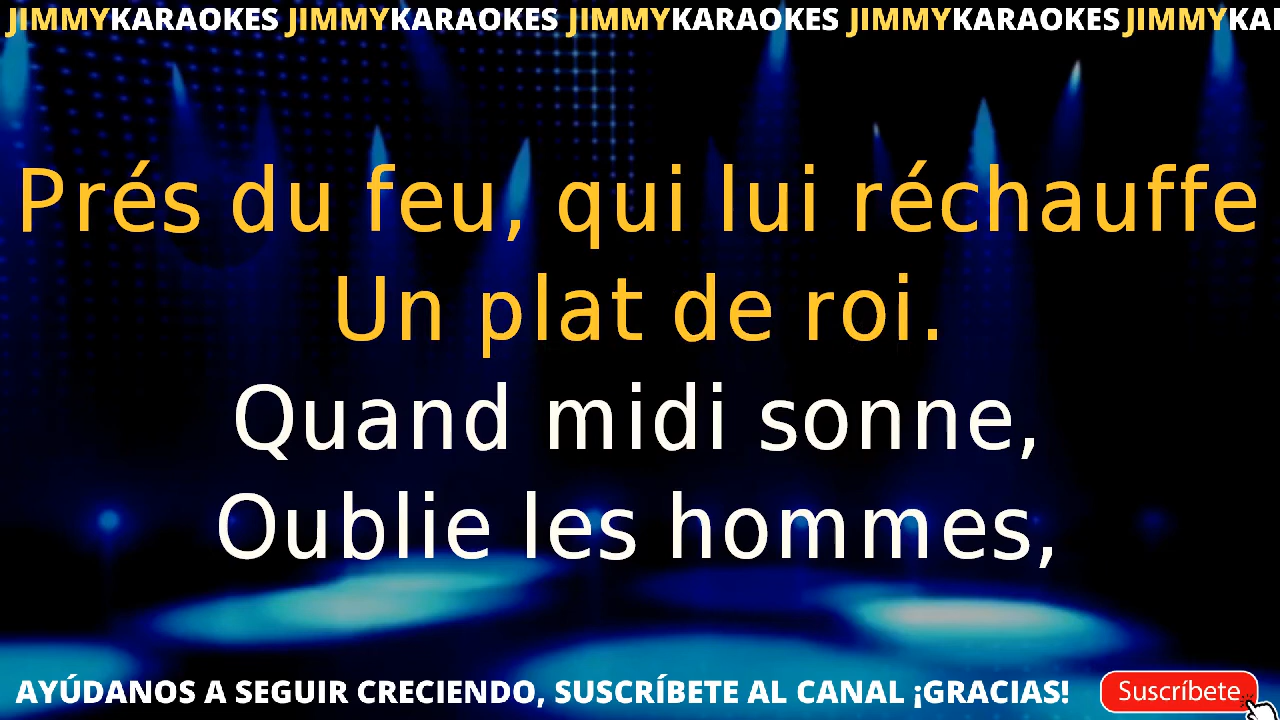 JIMMYKARAOKES JIMMYKARAOKES JIMMYKARAOKES JIMMYKARAOKES JIMMYKA
Prés du feu, qui lui réchauffe
Un plat de roi.
Quand midi sonne,
Oublie les hommes,
AYÚDANOS A SEGUIR CRECIENDO, SUSCRÍBETE AL CANAL ¡GRACIAS! Suscríbete